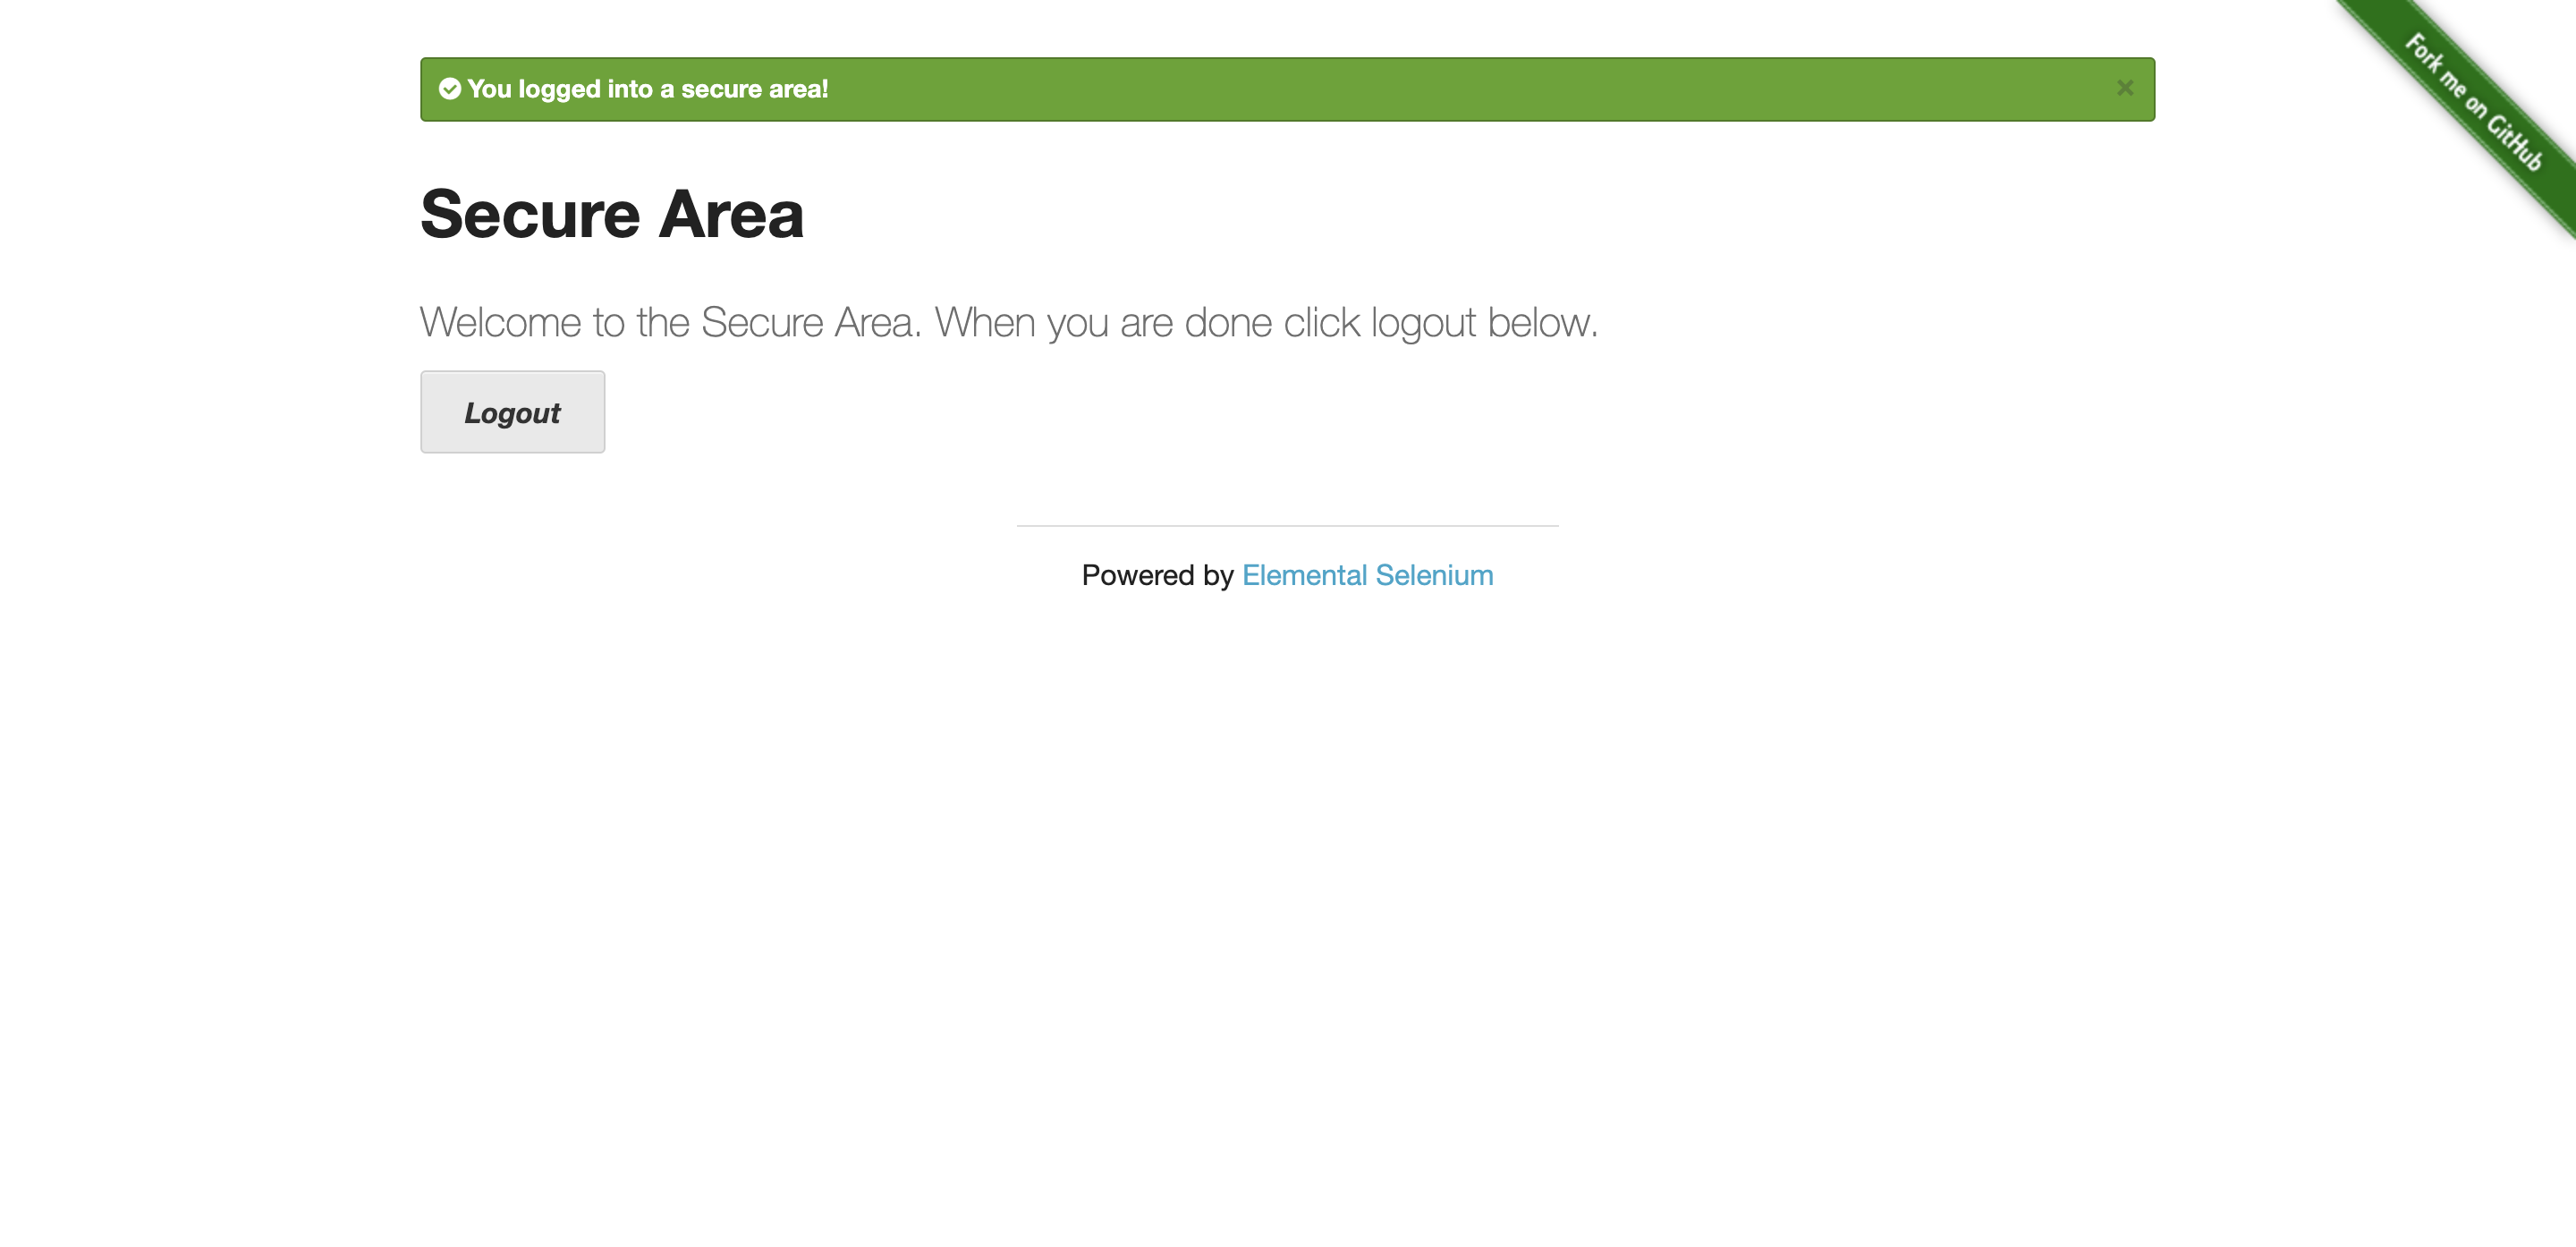 You logged into a secure area!
Fork me on GitHub
Secure Area
Welcome to the Secure Area. When you are done click logout below.
Logout
Powered by Elemental Selenium